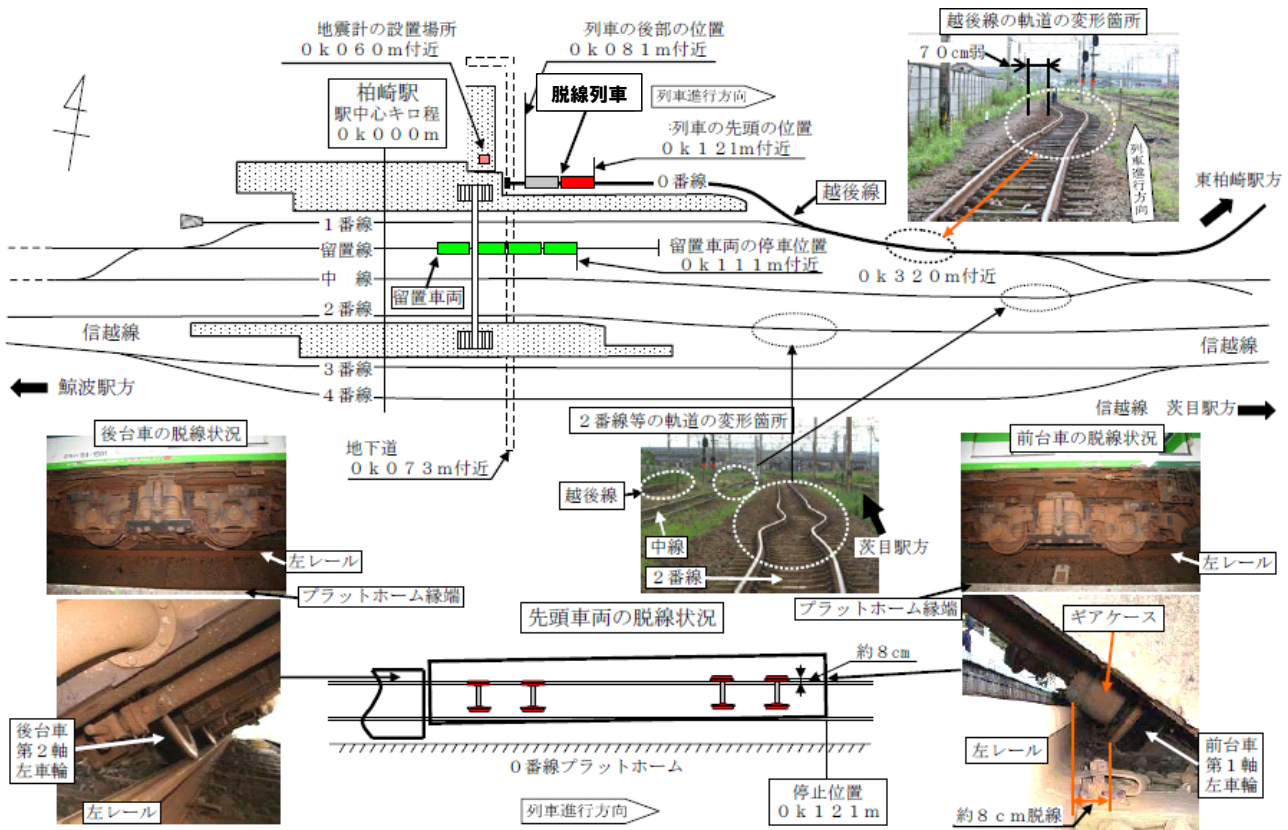 地震計の設置場所
０ｋ０６０ｍ付近
列車の後部の位置
０ｋ０８１ｍ付近
越後線の軌道の変形箇所
７０cm弱
柏崎駅
駅中心キロ程
０ｋ０００ｍ
脱線列車
列車進行方向
:列車の先頭の位置
０ｋ１２１ｍ付近
列車進行方向
０番線
越後線
東柏崎駅方
１番線
留置線
留置車両の停車位置
０ｋ１１１ｍ付近
０ｋ３２０ｍ付近
中　線
留置車両
２番線
信越線
信越線
３番線
鯨波駅方
４番線
信越線　茨目駅方
２番線等の軌道の変形箇所
後台車の脱線状況
前台車の脱線状況
地下道
０ｋ０７３ｍ付近
越後線
中線
茨目駅方
２番線
左レール
左レール
プラットホーム縁端
プラットホーム縁端
先頭車両の脱線状況
ギアケース
約８cm
後台車
第２軸
左車輪
左レール
前台車
第１軸
左車輪
０番線プラットホーム
左レール
停止位置
０ｋ１２１ｍ
列車進行方向
約８ｃｍ脱線